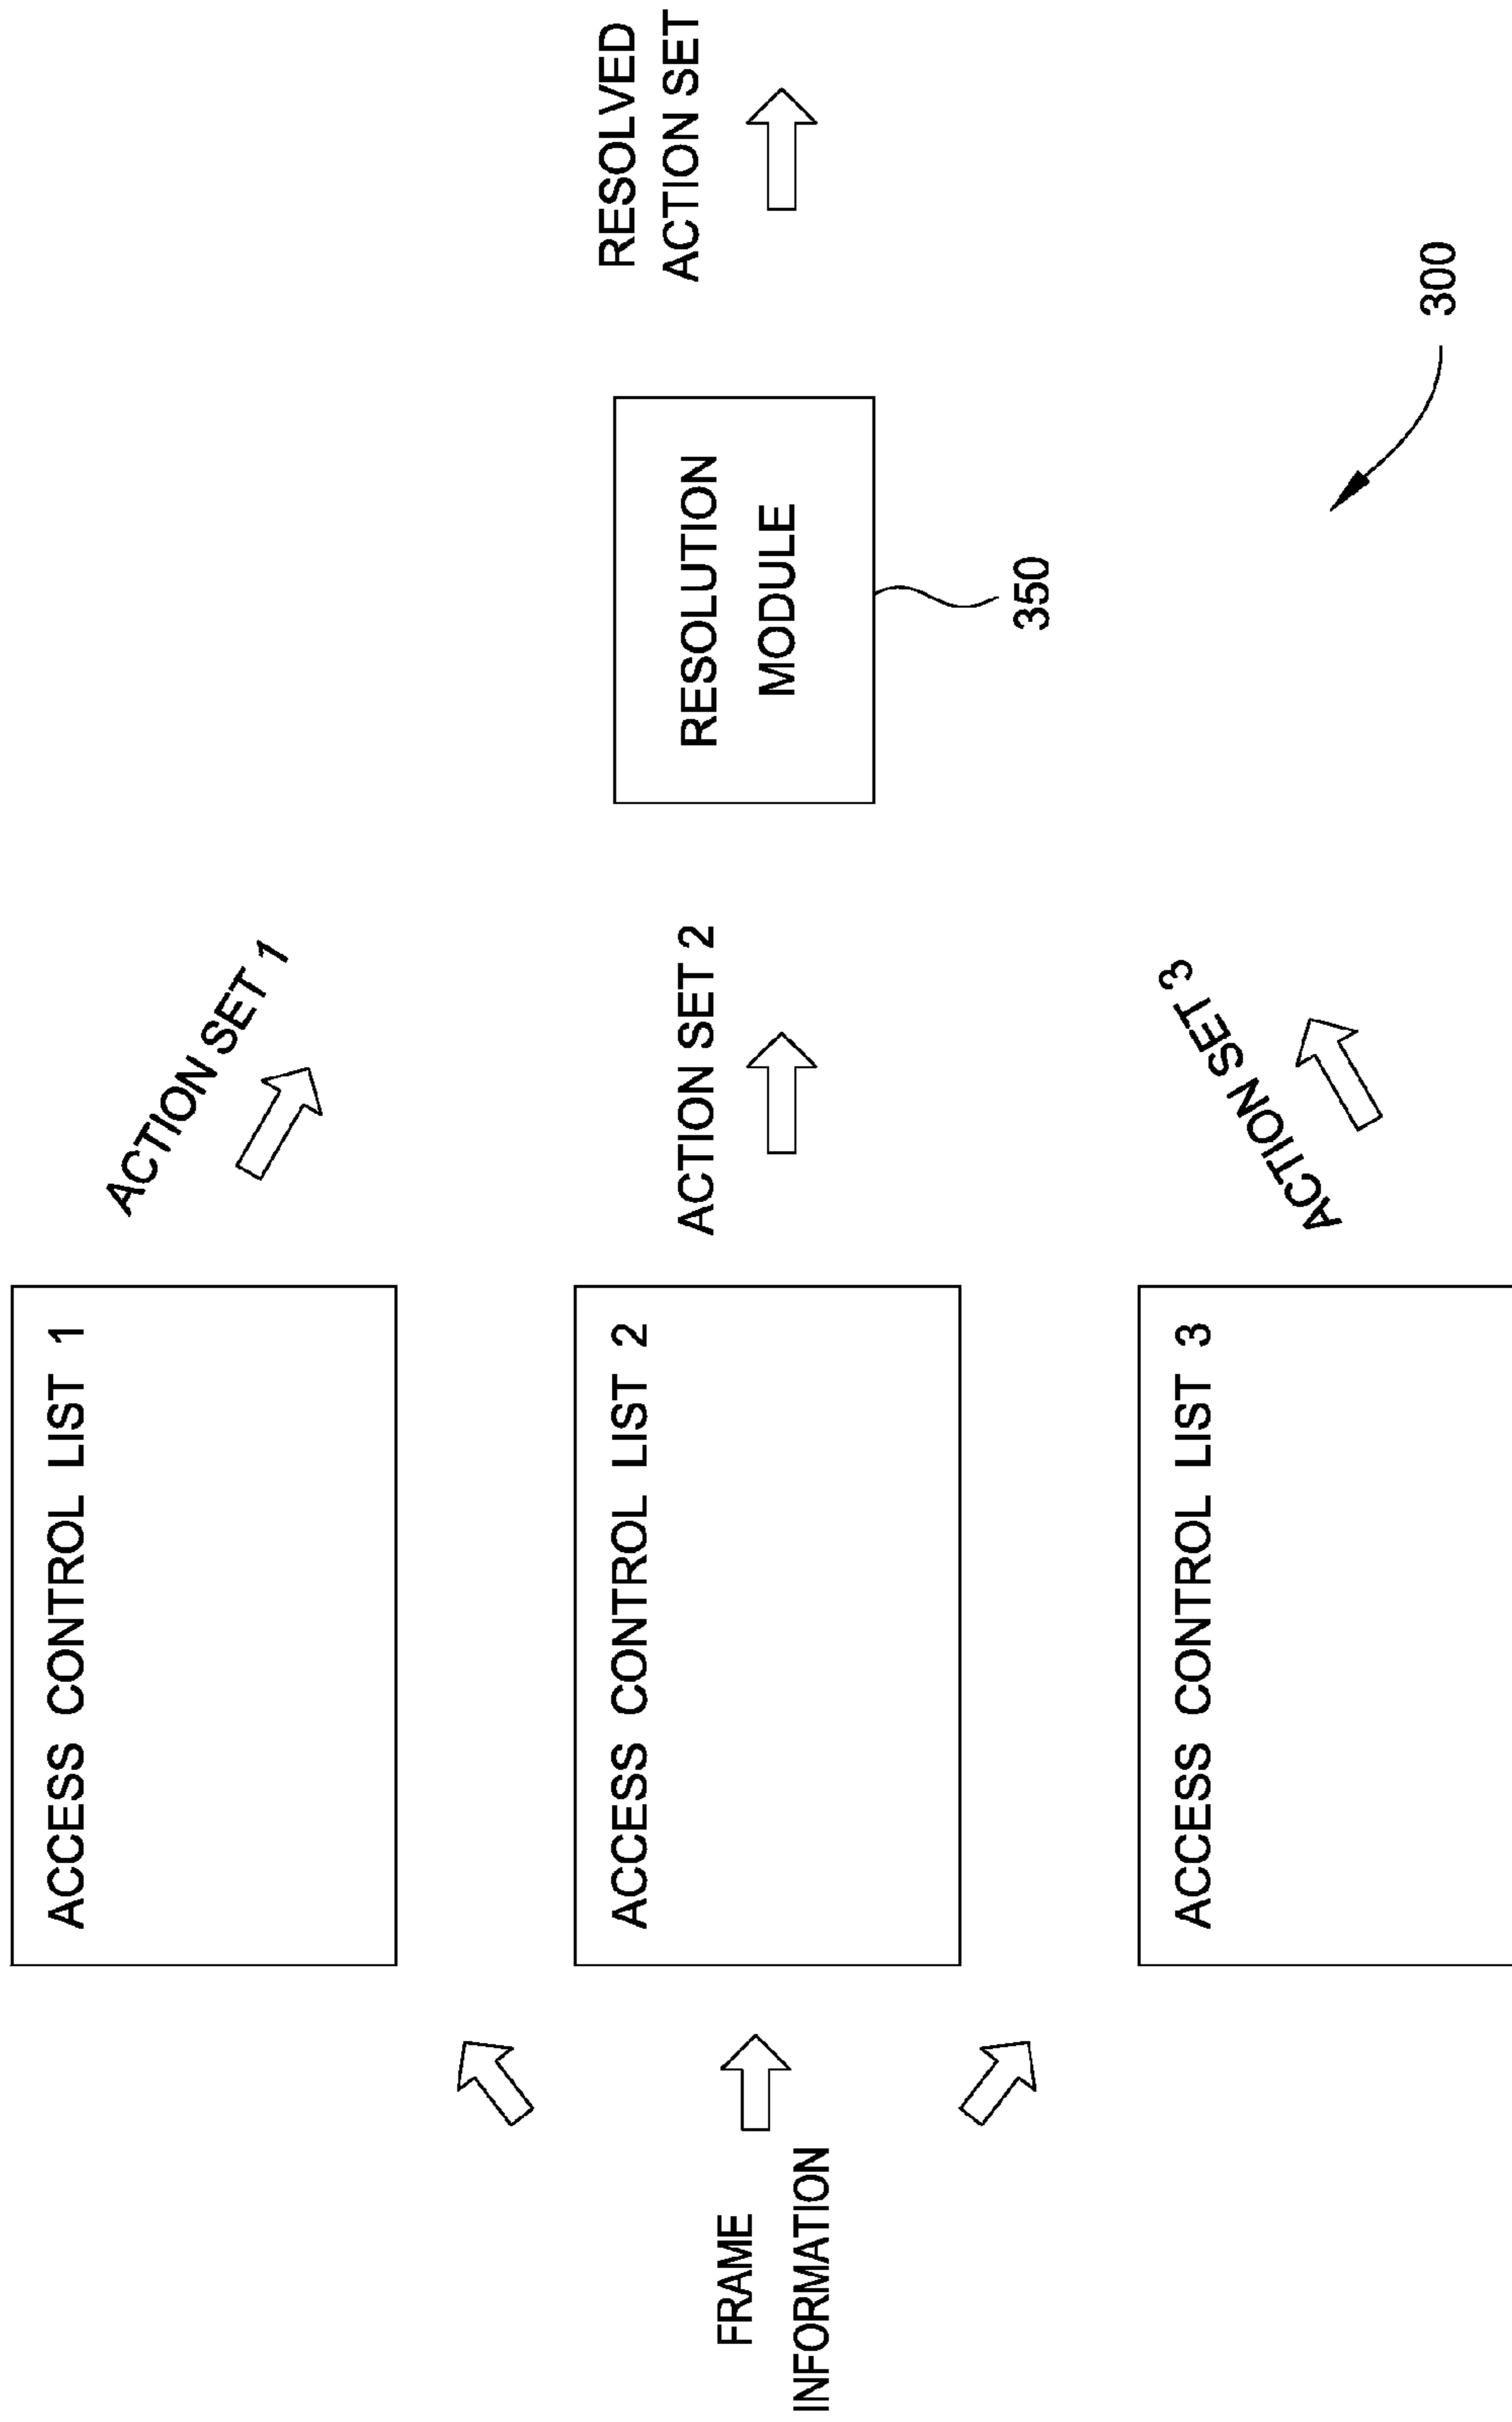 FRAME
INFORMATION
ACCESS CONTROL LIST 1
ACCESS CONTROL LIST 2
ACCESS CONTROL LIST 3
ACTION SET 1
ACTION SET 2
ACTION SET 3
RESOLUTION
MODULE
350
RESOLVED
ACTION SET
300